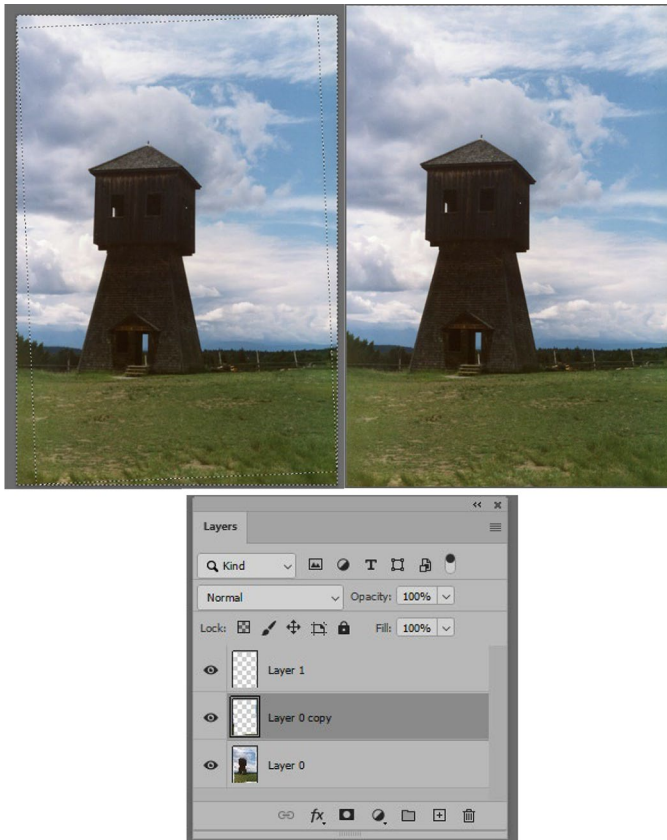 Layers
Kind
Normal Opacity: 100%
Lock: Fill: 100%
Layer 1
Layer 0 copy
Layer 0
fx